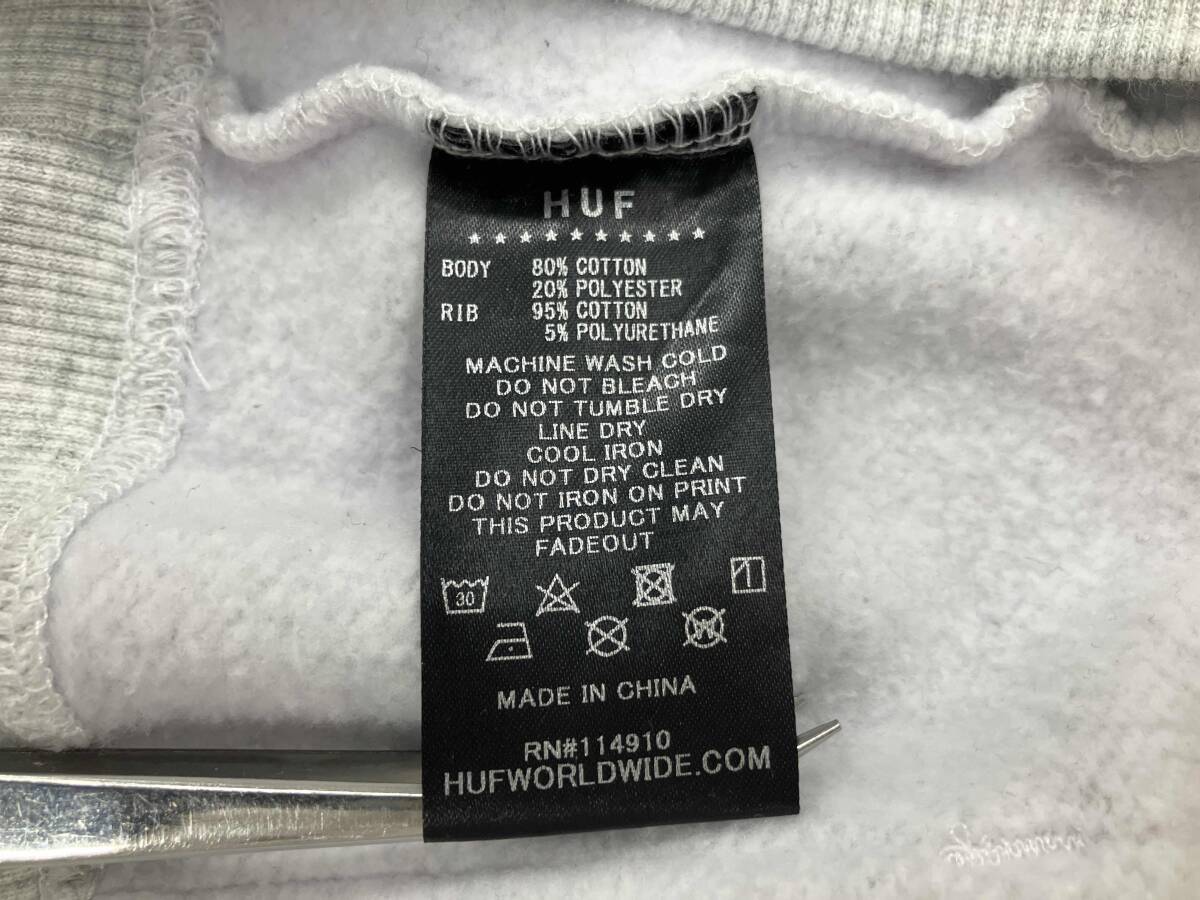 HUF
BODY 80% COTTON
20% POLYESTER
RIB 95% COTTON
5% POLYURETHANE
MACHINE WASH COLD
DO NOT BLEACH
DO NOT TUMBLE DRY
LINE DRY
COOL IRON
DO NOT DRY CLEAN
DO NOT IRON ON PRINT
THIS PRODUCT MAY
FADEOUT
30
W
MADE IN CHINA
RN#114910
HUFWORLDWIDE.COM